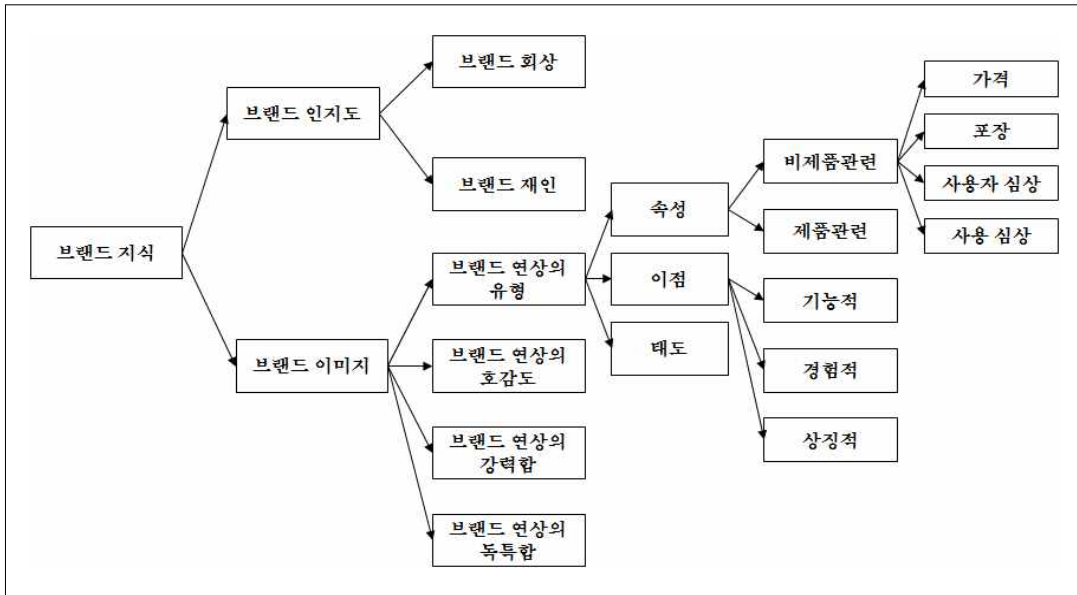 브랜드 지식
브랜드 인지도
브랜드 이미지
브랜드 회상
브랜드 재인
브랜드 연상의
유형
브랜드 연상의
호감도
브랜드 연상의
강력함
브랜드 연상의
독특함
속성
이점
태도
비제품관련
제품관련
기능적
경험적
상징적
가격
포장
사용자 심상
사용 심상